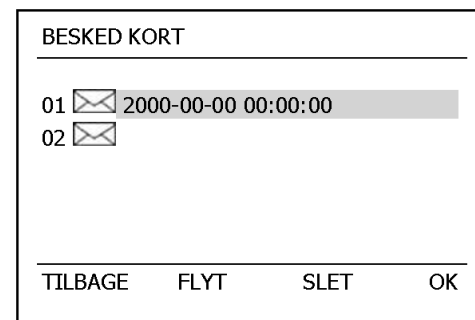 BESKED KORT
01 2000-00-00 00:00:00
02
TILBAGE FLYT SLET OK